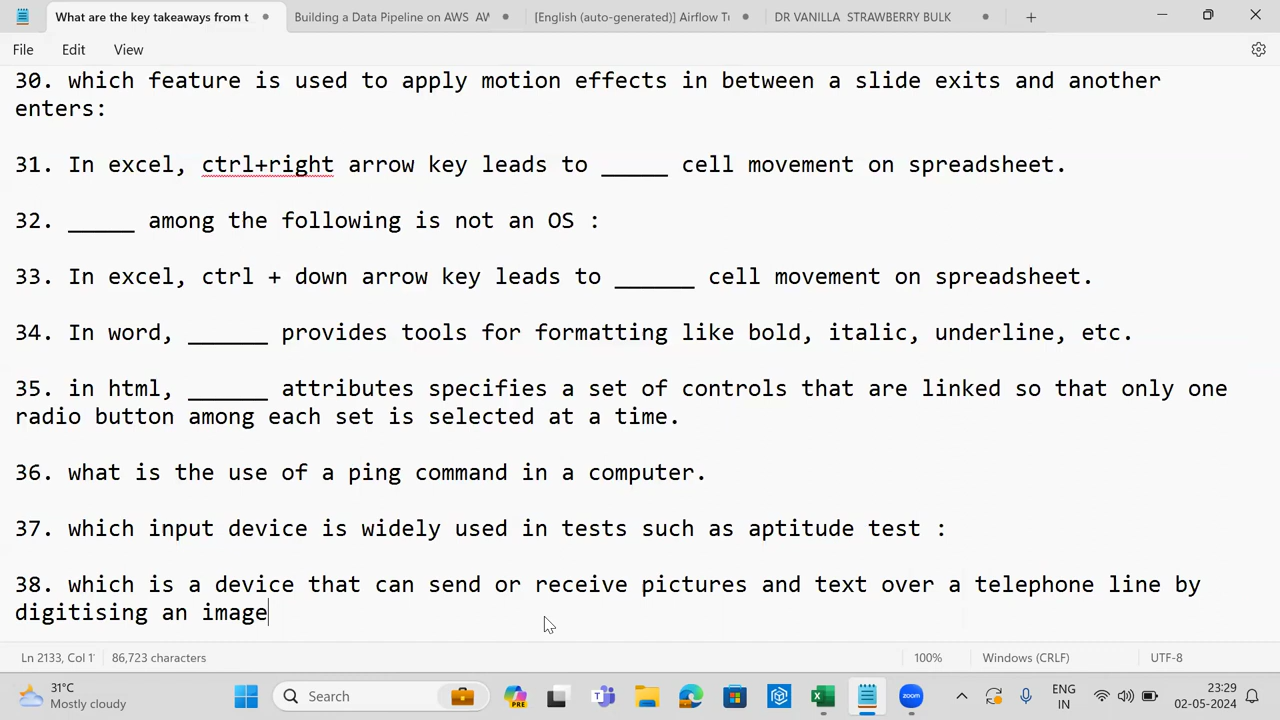 What are the key takeaways from t
Building a Data Pipeline on AWS AW
[English (auto-generated)] Airflow Tu
DR VANILLA STRAWBERRY BULK
File Edit View
30. which feature is used to apply motion effects in between a slide exits and another
enters:
31. In excel, ctrl+right arrow key leads to _____ cell movement on spreadsheet.
32. _____ among the following is not an OS :
33. In excel, ctrl + down arrow key leads to ______ cell movement on spreadsheet.
34. In word, ______ provides tools for formatting like bold, italic, underline, etc.
35. in html, ______ attributes specifies a set of controls that are linked so that only one
radio button among each set is selected at a time.
36. what is the use of a ping command in a computer.
37. which input device is widely used in tests such as aptitude test :
38. which is a device that can send or receive pictures and text over a telephone line by
digitising an image
Ln 2133, Col 1 86,723 characters 100% Windows (CRLF) UTF-8
31°C
Mostly cloudy
Search
PRE
zoom
ENG
IN
23:29
02-05-2024